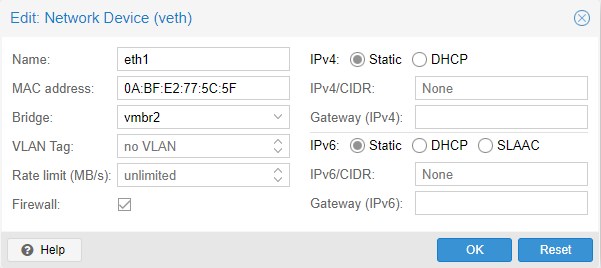 Edit: Network Device (veth)
Name: eth1
MAC address: 0A:BF:E2:77:5C:5F
Bridge: vmbr2
VLAN Tag: no VLAN
Rate limit (MB/s): unlimited
Firewall:
IPv4: Static DHCP
IPv4/CIDR: None
Gateway (IPv4):
IPv6: Static DHCP SLAAC
IPv6/CIDR: None
Gateway (IPv6):
? Help OK Reset